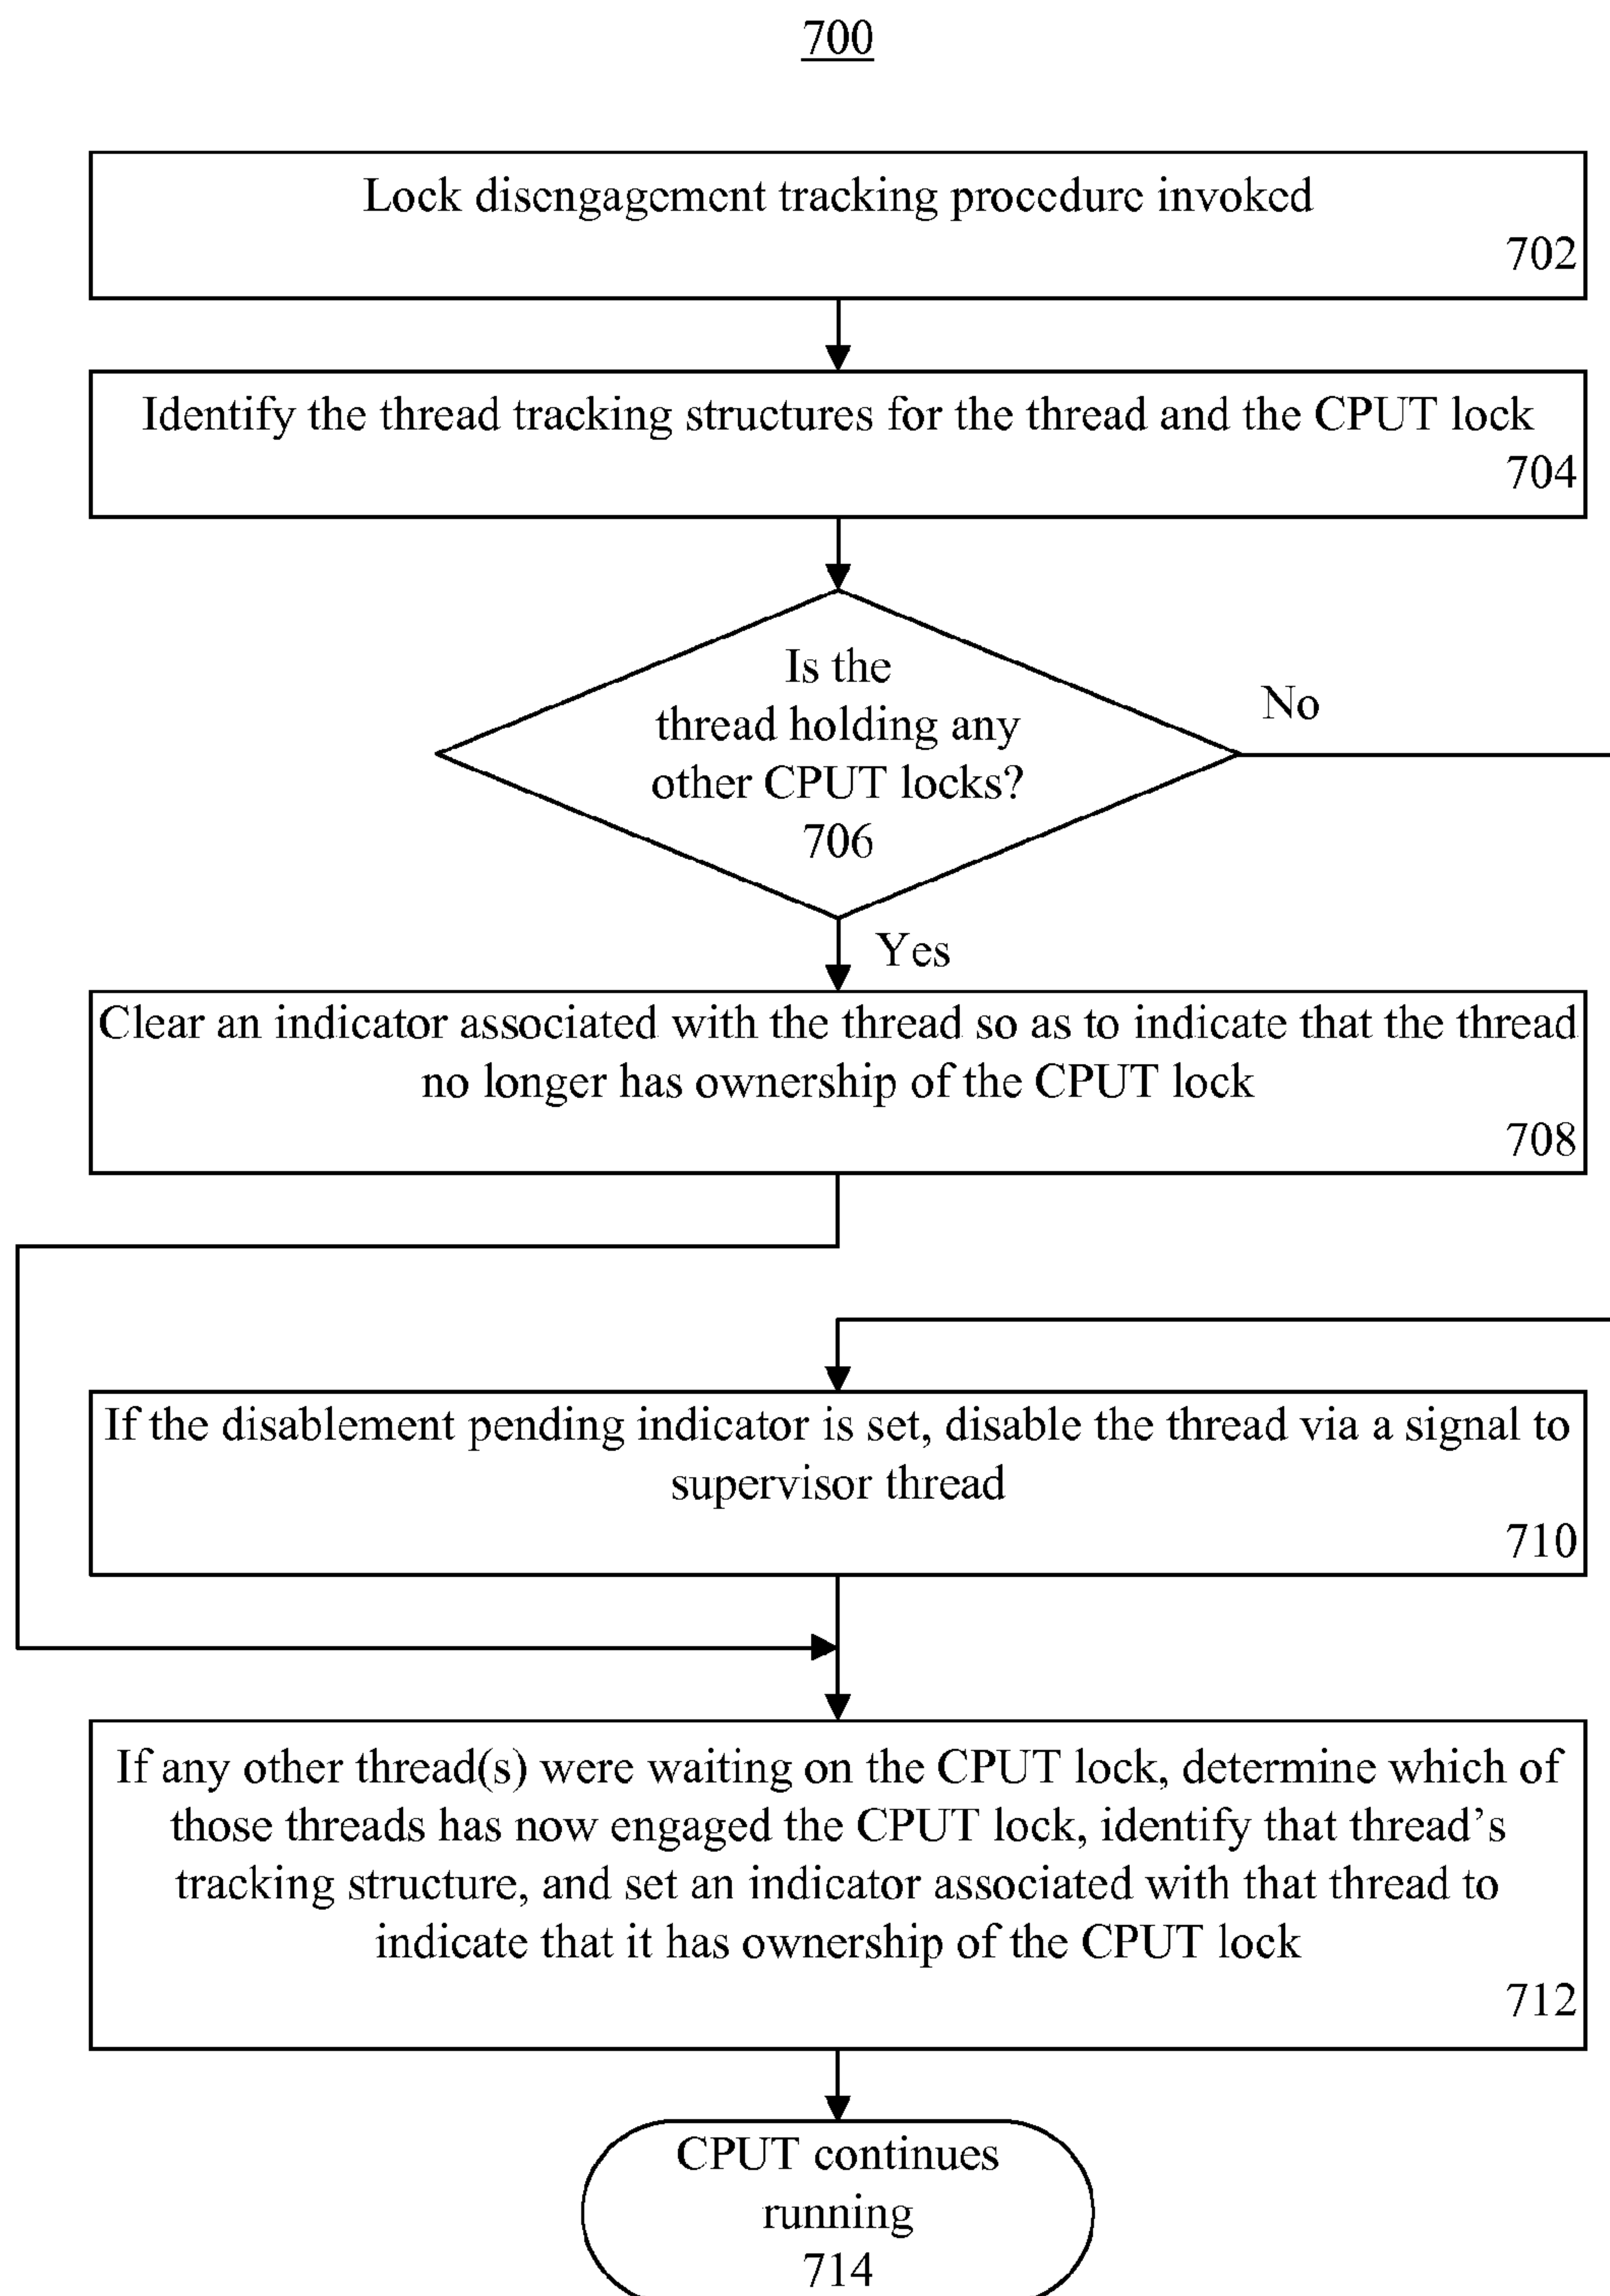 700
Lock disengagement tracking procedure invoked
702
Identify the thread tracking structures for the thread and the CPUT lock
704
Is the
thread holding any
other CPUT locks?
706
No
Yes
Clear an indicator associated with the thread so as to indicate that the thread
no longer has ownership of the CPUT lock
708
If the disablement pending indicator is set, disable the thread via a signal to
supervisor thread
710
If any other thread(s) were waiting on the CPUT lock, determine which of
those threads has now engaged the CPUT lock, identify that thread’s
tracking structure, and set an indicator associated with that thread to
indicate that it has ownership of the CPUT lock
712
CPUT continues
running
714